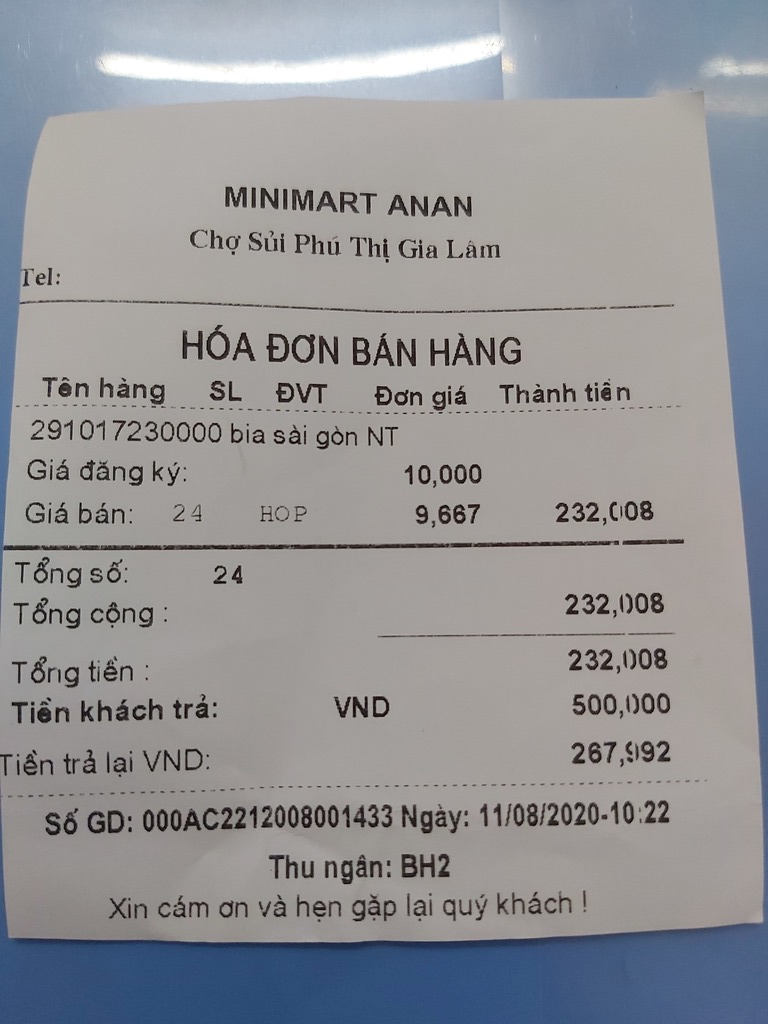 MINIMART ANAN
Chợ Sủi Phú Thị Gia Lâm
Tel:
HÓA ĐƠN BÁN HÀNG
Tên hàng SL ĐVT Đơn giá Thành tiền
291017230000 bia sài gòn NT
Giá đăng ký: 10,000
Giá bán: 24 HOP 9,667 232,008
Tổng số: 24
Tổng cộng : 232,008
Tổng tiền : 232,008
Tiền khách trả: VND 500,000
Tiền trả lại VND: 267,992
Số GD: 000AC2212008001433 Ngày: 11/08/2020-10:22
Thu ngân: BH2
Xin cám ơn và hẹn gặp lại quý khách !